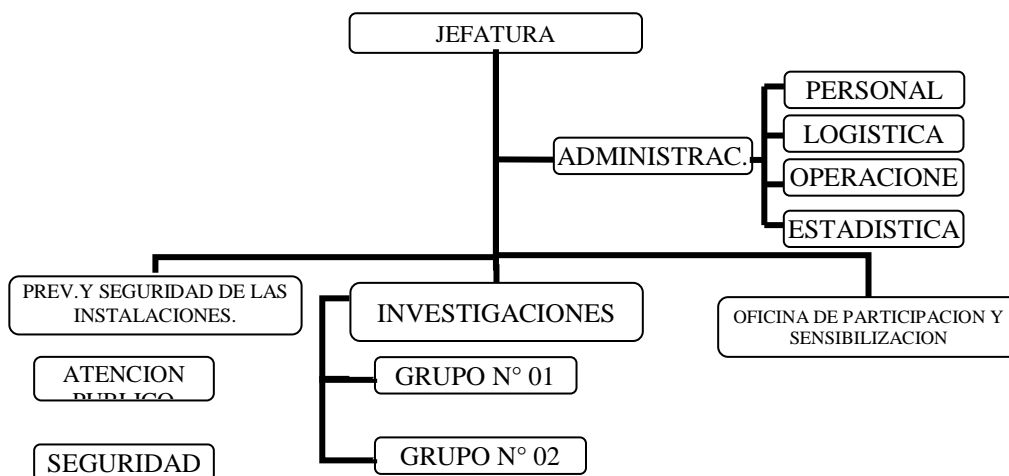 JEFATURA
PERSONAL
LOGISTICA
ADMINISTRAC.
OPERACIONE
ESTADISTICA
PREV.Y SEGURIDAD DE LAS
INSTALACIONES.
INVESTIGACIONES
OFICINA DE PARTICIPACION Y
SENSIBILIZACION
ATENCION
PUBLICO
GRUPO N° 01
SEGURIDAD
GRUPO N° 02